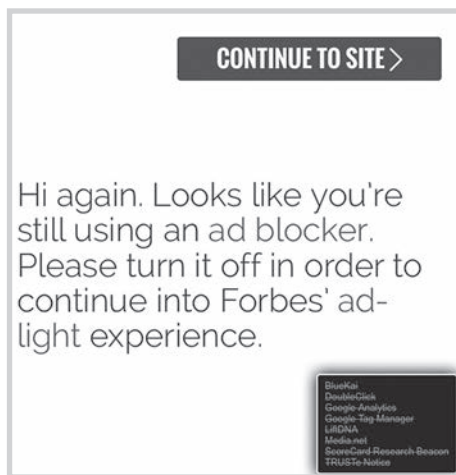 CONTINUE TO SITE >
Hi again. Looks like you're
still using an ad blocker.
Please turn it off in order to
continue into Forbes' ad-
light experience.
BlueKai
DoubleClick
Google Analytics
Google Tag Manager
LiftDNA
Media.net
ScoreCard Research Beacon
TRUSTe Notice